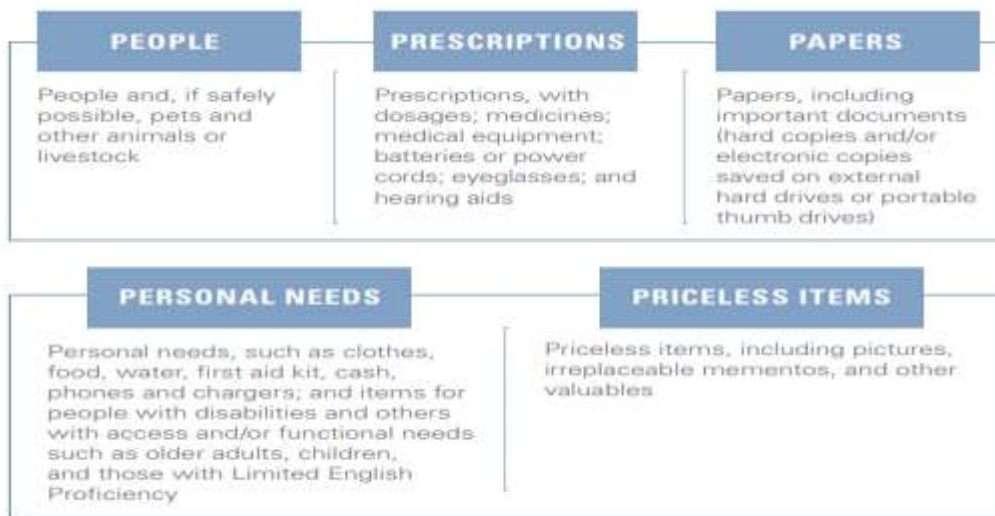 PEOPLE
People and, if safely
possible, pets and
other animals or
livestock
PRESCRIPTIONS
Prescriptions, with
dosages; medicines;
medical equipment;
batteries or power
cords; eyeglasses; and
hearing aids
PAPERS
Papers, including
important documents
(hard copies and/or
electronic copies
saved on external
hard drives or portable
thumb drives)
PERSONAL NEEDS
Personal needs, such as clothes,
food, water, first aid kit, cash,
phones and chargers; and items for
people with disabilities and others
with access and/or functional needs
such as older adults, children,
and those with Limited English
Proficiency
PRICELESS ITEMS
Priceless items, including pictures,
irreplaceable mementos, and other
valuables